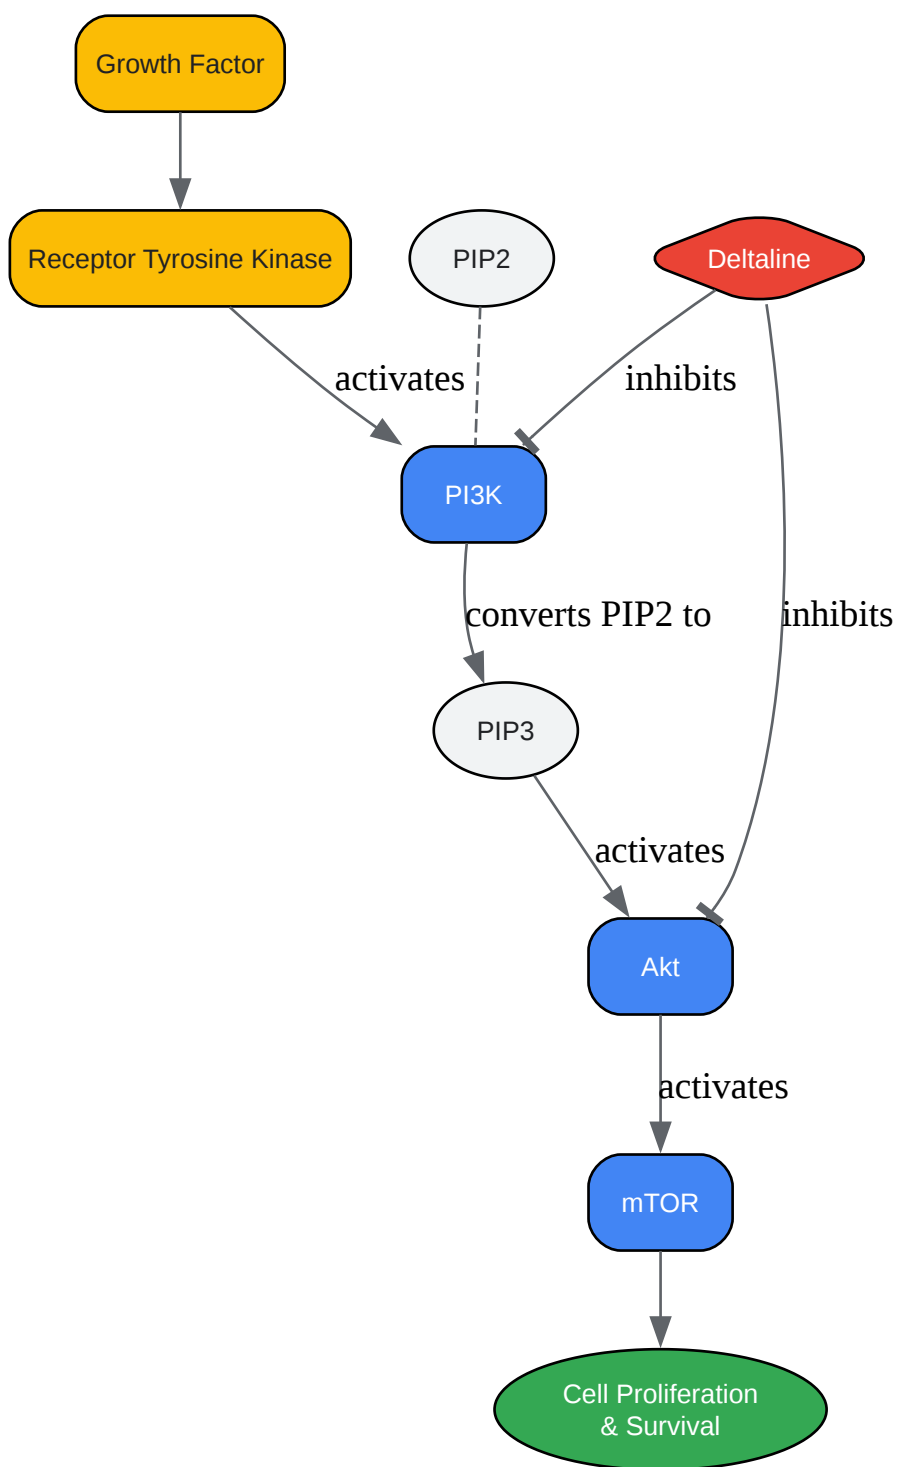 Growth Factor
Receptor Tyrosine Kinase
PIP2
Deltaline
activates
inhibits
PI3K
converts PIP2 to
inhibits
PIP3
activates
Akt
activates
mTOR
Cell Proliferation
& Survival